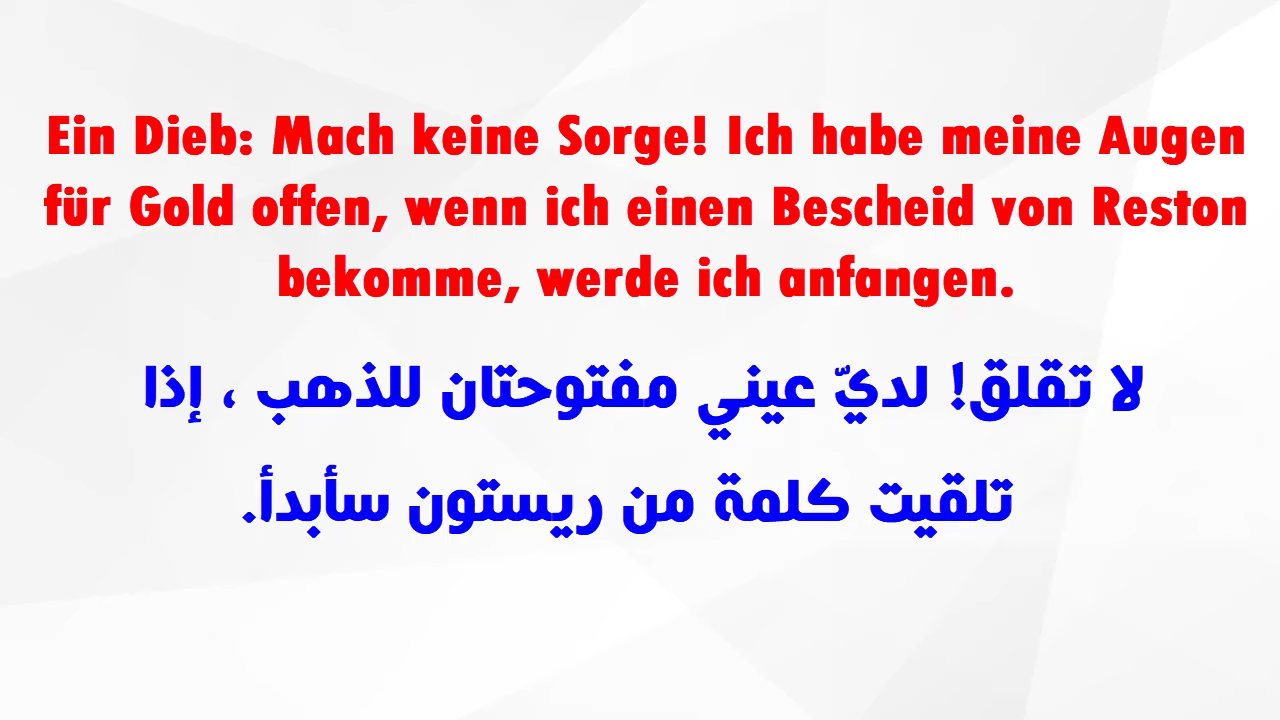 Ein Dieb: Mach keine Sorge! Ich habe meine Augen
für Gold offen, wenn ich einen Bescheid von Reston
bekomme, werde ich anfangen.
لا تقلق! لديّ عيني مفتوحتان للذهب ، إذا
تلقيت كلمة من ريستون سأبدأ.